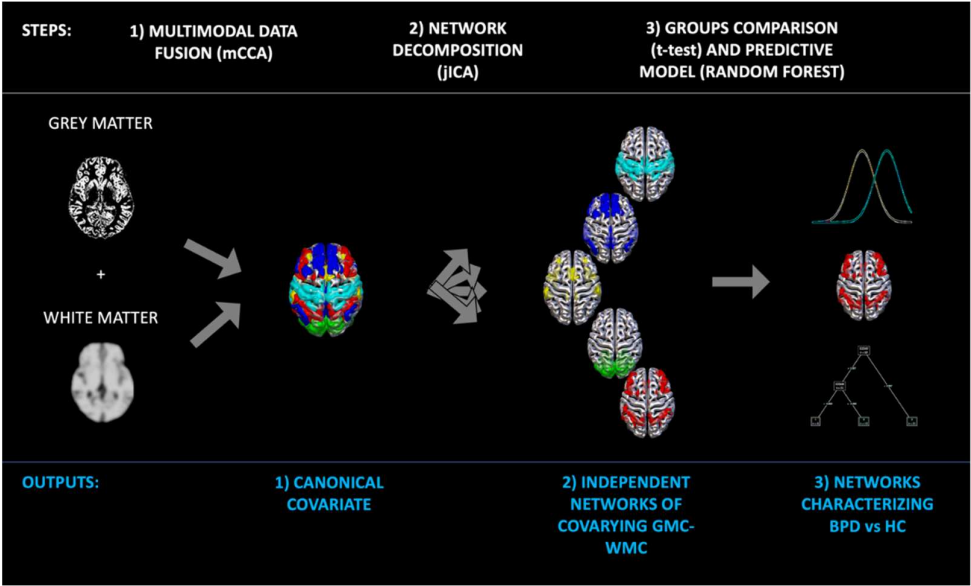 STEPS:
1) MULTIMODAL DATA
FUSION (mCCA)
2) NETWORK
DECOMPOSITION
(jICA)
3) GROUPS COMPARISON
(t-test) AND PREDICTIVE
MODEL (RANDOM FOREST)
GREY MATTER
+
WHITE MATTER
OUTPUTS:
1) CANONICAL
COVARIATE
2) INDEPENDENT
NETWORKS OF
COVARYING GMC-
WMC
3) NETWORKS
CHARACTERIZING
BPD vs HC